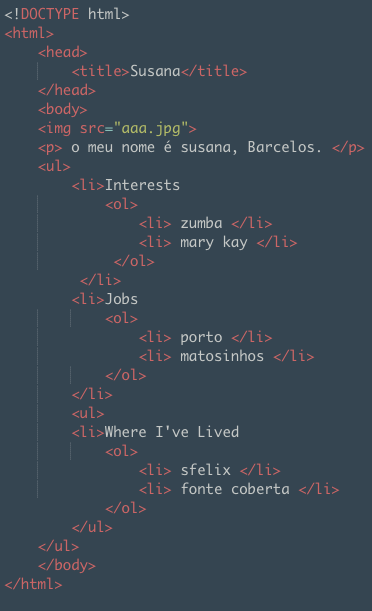 <!DOCTYPE html>
<html>
    <head>
        <title>Susana</title>
    </head>
    <body>
    <img src="aaa.jpg">
    <p> o meu nome é susana, Barcelos. </p>
    <ul>
        <li>Interests
            <ol>
                <li> zumba </li>
                <li> mary kay </li>
             </ol>
         </li>
        <li>Jobs
            <ol>
                <li> porto </li>
                <li> matosinhos </li>
            </ol>
        </li>
        <ul>
        <li>Where I've Lived
            <ol>
                <li> sfelix </li>
                <li> fonte coberta </li>
            </ol>
        </ul>
    </ul>
    </body>
</html>